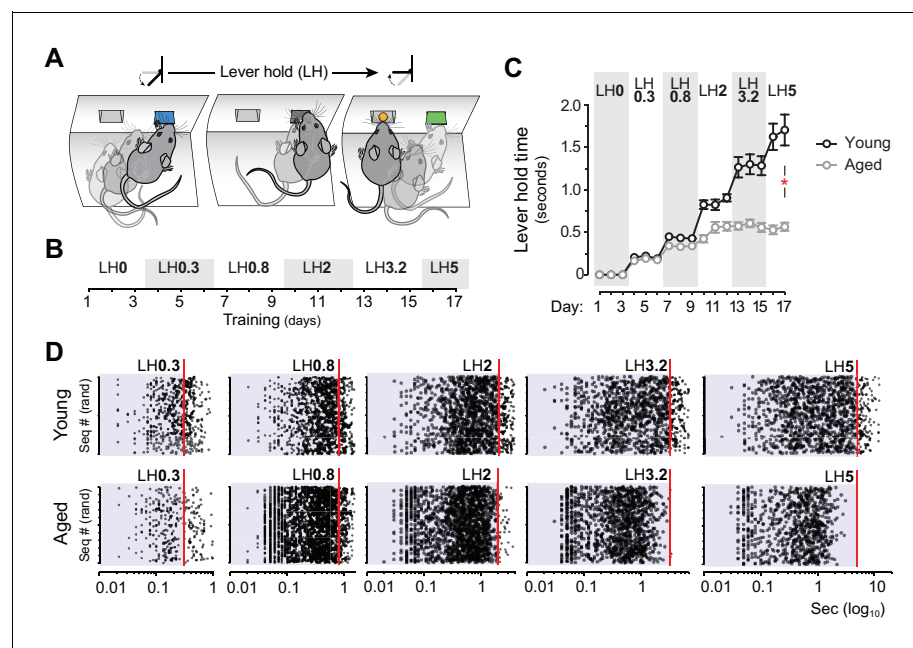 A
Lever hold (LH)
B
LH0 LH0.3 LH0.8 LH2 LH3.2 LH5
1 3 5 7 9 11 13 15 17
Training (days)
C
LH0 LH 0.3 LH 0.8 LH2 LH 3.2 LH5
2.0
1.5
1.0
0.5
0
Lever hold time
(seconds)
Young
Aged
*
Day: 1 3 5 7 9 11 13 15 17
D
LH0.3 LH0.8 LH2 LH3.2 LH5
Young
Seq # (rand)
LH0.3 LH0.8 LH2 LH3.2 LH5
Aged
Seq # (rand)
0.01 0.1 1 0.01 0.1 1 0.01 0.1 1 0.01 0.1 1 0.01 0.1 1 10
Sec (log10)